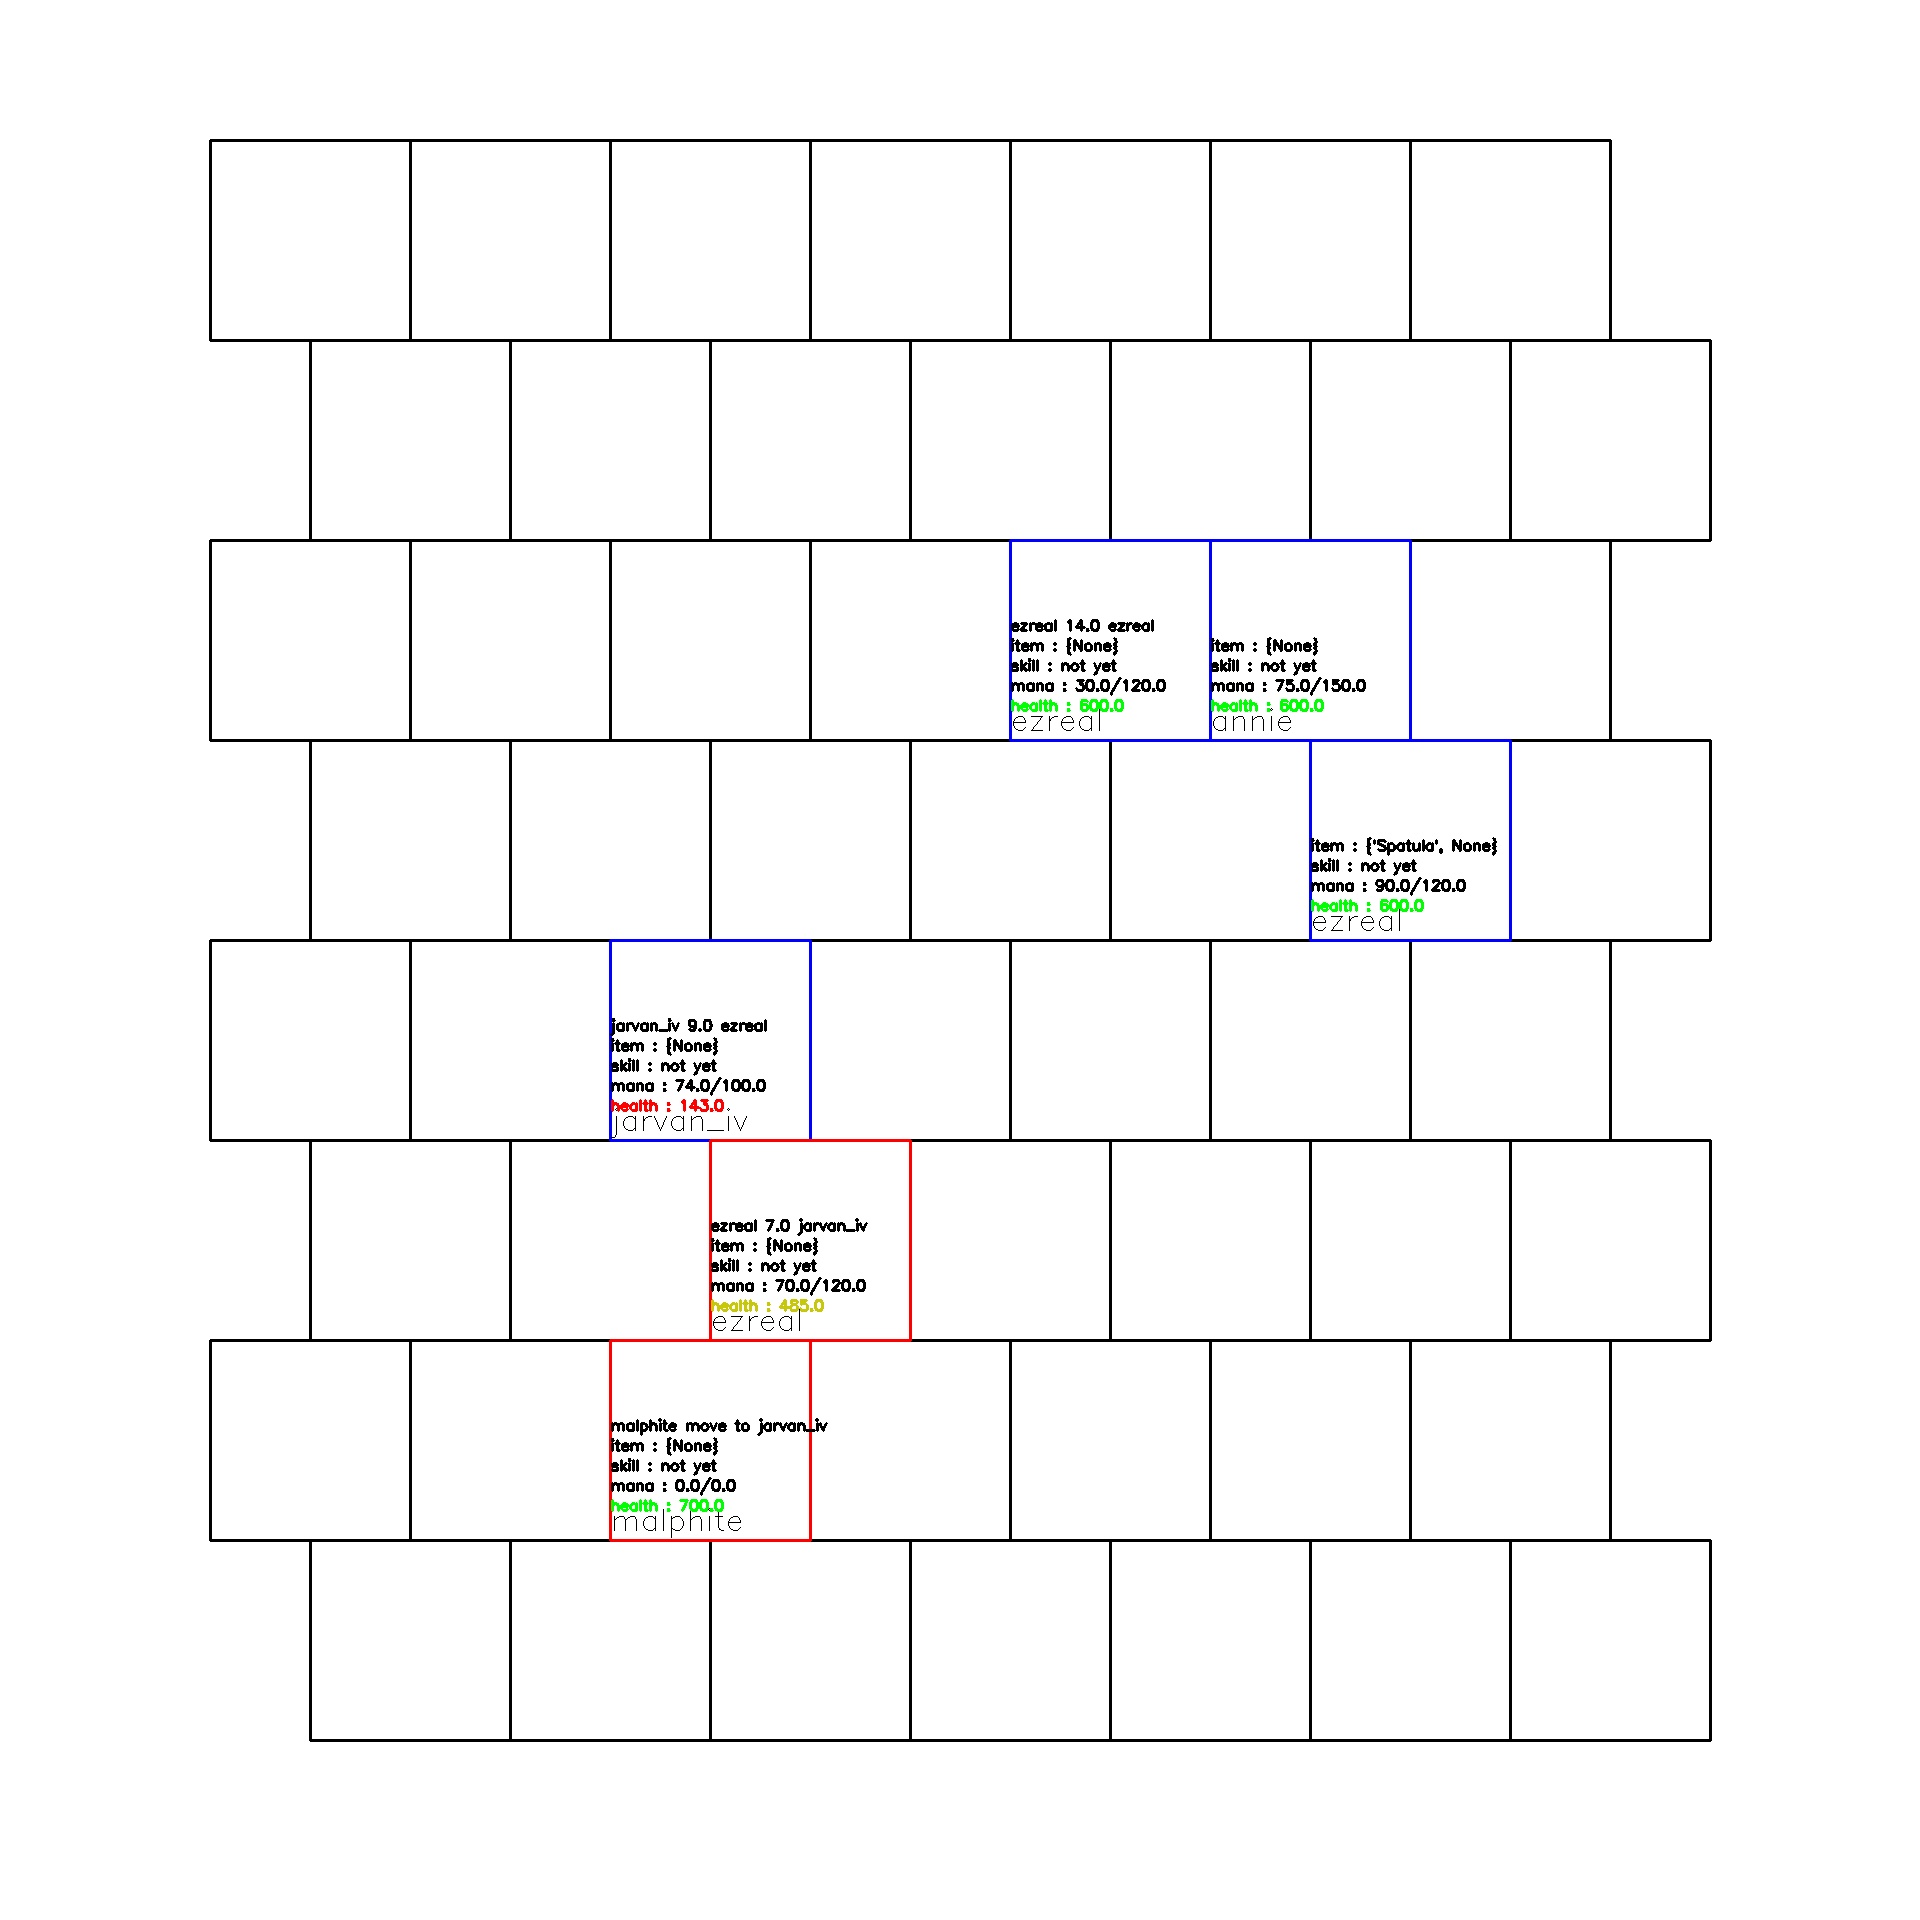 ezreal 14.0 ezreal
item : {None}
skill : not yet
mana : 30.0/120.0
health : 600.0
ezreal
item : {None}
skill : not yet
mana : 75.0/150.0
health : 600.0
annie
item : {'Spatula', None}
skill : not yet
mana : 90.0/120.0
health : 600.0
ezreal
jarvan_iv 9.0 ezreal
item : {None}
skill : not yet
mana : 74.0/100.0
health : 143.0
jarvan_iv
ezreal 7.0 jarvan_iv
item : {None}
skill : not yet
mana : 70.0/120.0
health : 485.0
ezreal
malphite move to jarvan_iv
item : {None}
skill : not yet
mana : 0.0/0.0
health : 700.0
malphite